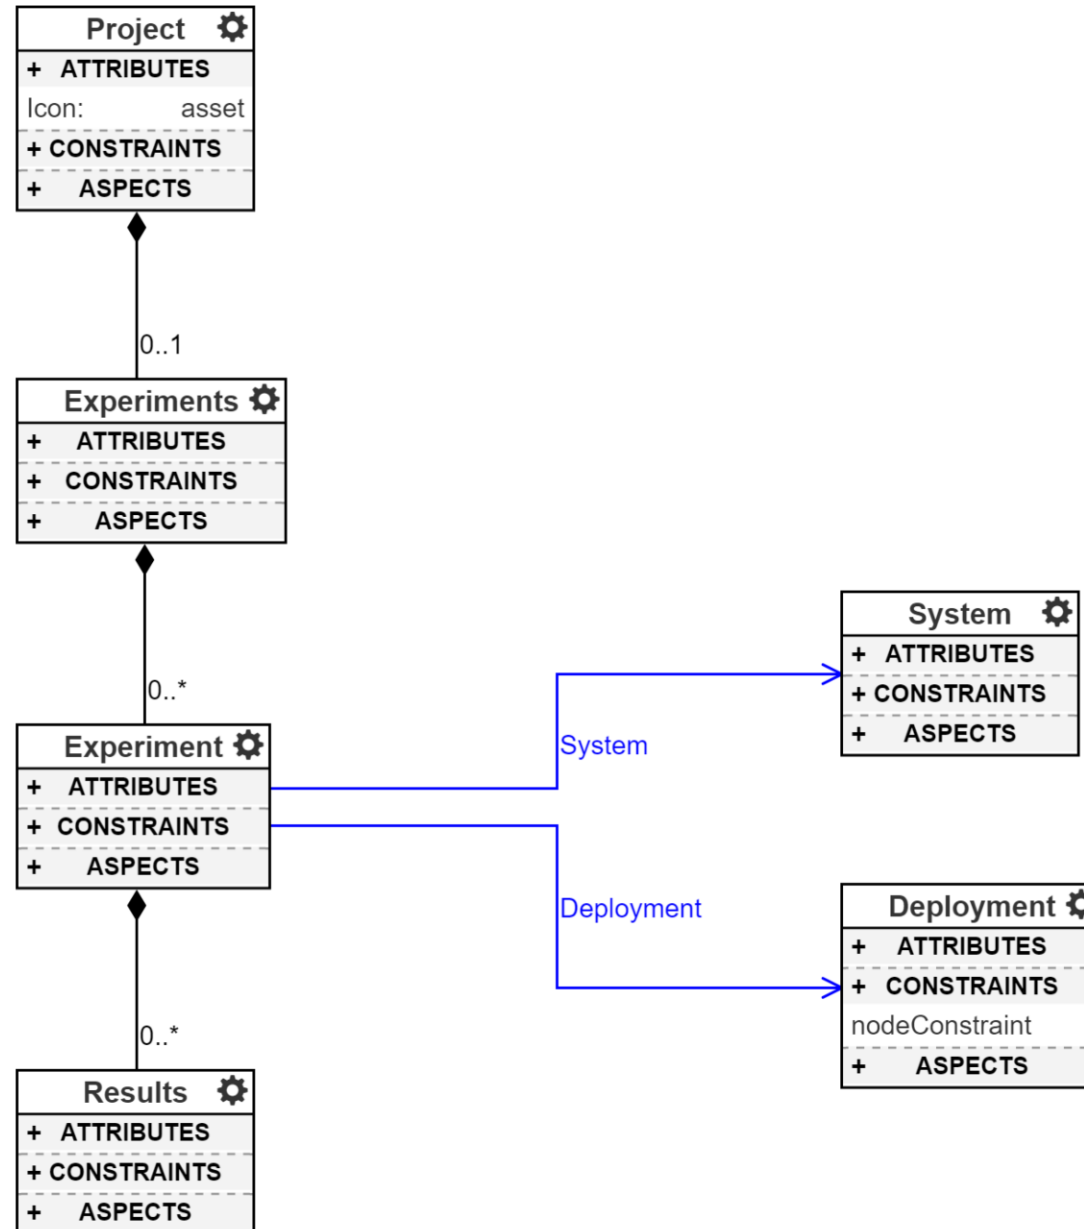 Project
+ ATTRIBUTES
Icon: asset
+ CONSTRAINTS
+ ASPECTS
0..1
Experiments
+ ATTRIBUTES
+ CONSTRAINTS
+ ASPECTS
0..*
Experiment
+ ATTRIBUTES
+ CONSTRAINTS
+ ASPECTS
System
Deployment
System
+ ATTRIBUTES
+ CONSTRAINTS
+ ASPECTS
Deployment
+ ATTRIBUTES
+ CONSTRAINTS
nodeConstraint
+ ASPECTS
0..*
Results
+ ATTRIBUTES
+ CONSTRAINTS
+ ASPECTS